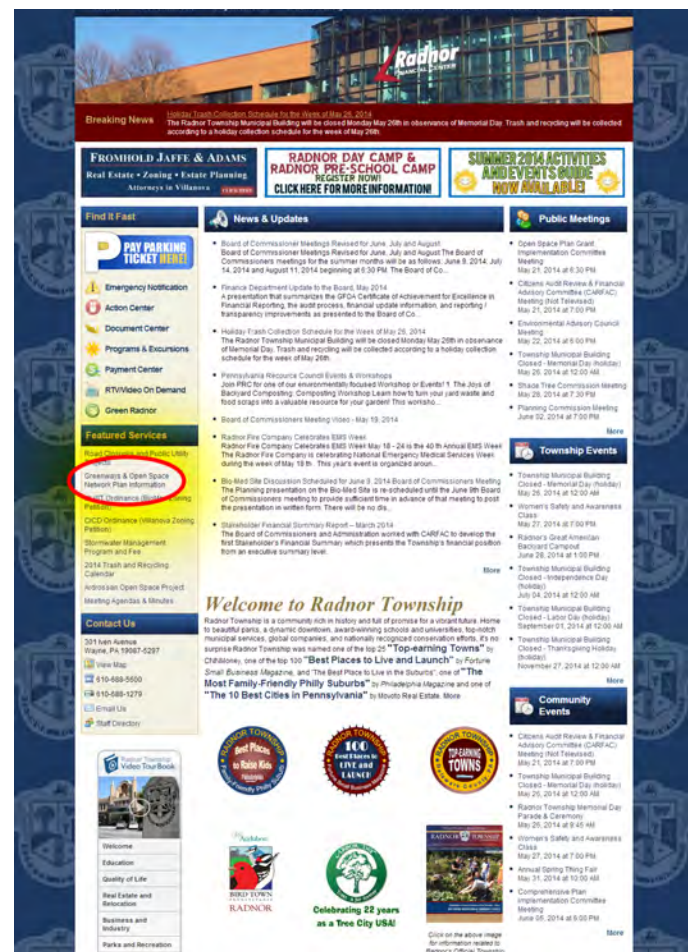 Radnor
FINANCIAL CENTER
Breaking News
Holiday Trash Collection Schedule for the Week of May 26, 2014
The Radnor Township Municipal Building will be closed Monday May 26th in observance of Memorial Day. Trash and recycling will be collected
according to a holiday collection schedule for the week of May 26th.
FROMHOLD JAFFE & ADAMS
Real Estate • Zoning • Estate Planning
Attorneys in Villanova
RADNOR DAY CAMP &
RADNOR PRE-SCHOOL CAMP
REGISTER NOW!
CLICK HERE FOR MORE INFORMATION!
SUMMER 2014 ACTIVITIES
AND EVENTS GUIDE
NOW AVAILABLE!
Find It Fast
PAY PARKING
TICKET HERE!
Emergency Notification
Action Center
Document Center
Programs & Excursions
Payment Center
RTV/Video On Demand
Green Radnor
Featured Services
Road Closures and Public Utility
Greenways & Open Space
Network Plan Information
Petition)
CICD Ordinance (Villanova Zoning
Petition)
Stormwater Management
Program and Fee
2014 Trash and Recycling
Calendar
Ardrossan Open Space Project
Meeting Agendas & Minutes
Contact Us
301 Iven Avenue
Wayne, PA 19087-5297
View Map
610-688-5600
610-688-1279
Email Us
Staff Directory
Radnor Township
Video Tour Book
Welcome
Education
Quality of Life
Real Estate and
Relocation
Business and
Industry
Parks and Recreation
News & Updates
Board of Commissioner Meetings Revised for June, July and August
Board of Commissioner Meetings Revised for June, July and August The Board of
Commissioners meetings for the summer months will be as follows: June 9, 2014; July
14, 2014 and August 11, 2014 beginning at 6:30 PM. The Board of Co...
Finance Department Update to the Board, May 2014
A presentation that summarizes the GFOA Certificate of Achievement for Excellence in
Financial Reporting, the audit process, financial update information, and reporting /
transparency improvements as presented to the Board of Co...
Holiday Trash Collection Schedule for the Week of May 26, 2014
The Radnor Township Municipal Building will be closed Monday May 26th in observance
of Memorial Day. Trash and recycling will be collected according to a holiday collection
schedule for the week of May 26th.
Pennsylvania Recource Council Events & Workshops
Join PRC for one of our environmentally focused Workshop or Events! 1. The Joys of
Backyard Composting: Composting Workshop Learn how to turn your yard waste and
food scraps into a valuable resource for your garden! This worksho...
Board of Commissioners Meeting Video - May 19, 2014
Radnor Fire Company Celebrates EMS Week
Radnor Fire Company Celebrates EMS Week May 18 - 24 is the 40 th Annual EMS Week
The Radnor Fire Company is celebrating National Emergency Medical Services Week
during the week of May 18 th. This year's event is organized aroun...
Bio-Med Site Discussion Scheduled for June 9, 2014 Board of Commissioners Meeting
The Planning presentation on the Bio-Med Site is re-scheduled until the June 9th Board
of Commissioners meeting to provide sufficient time in advance of that meeting to post
the presentation in written form. There will be no dis...
Stakeholder Financial Summary Report – March 2014
The Board of Commissioners and Administration worked with CARFAC to develop the
first Stakeholder's Financial Summary which presents the Township's financial position
from an executive summary level.
More
Welcome to Radnor Township
Radnor Township is a community rich in history and full of promise for a vibrant future. Home
to beautiful parks, a dynamic downtown, award-winning schools and universities, top-notch
municipal services, global companies, and nationally recognized conservation efforts, it's no
surprise Radnor Township was named one of the top 25 "Top-earning Towns" by
CNNMoney, one of the top 100 "Best Places to Live and Launch" by Fortune
Small Business Magazine, and 'The Best Place to Live in the Suburbs', one of "The
Most Family-Friendly Philly Suburbs" by Philadelphia Magazine and one of
"The 10 Best Cities in Pennsylvania" by Movoto Real Estate. More
RADNOR TOWNSHIP
Best Places
to Raise Kids
Family-Friendly Philly Suburbs
RADNOR TOWNSHIP
100
Best Places to
LIVE and
LAUNCH
RADNOR TOWNSHIP
TOP-EARNING
TOWNS
Audubon
BIRD TOWN
RADNOR
Celebrating 22 years
as a Tree City USA!
RADNOR TOWNSHIP
Click on the above image
for information related to
Radnor's Official Township
Public Meetings
Open Space Plan Grant
Implementation Committee
Meeting
May 21, 2014 at 6:30 PM
Citizens Audit Review & Financial
Advisory Committee (CARFAC)
Meeting (Not Televised)
May 21, 2014 at 7:00 PM
Environmental Advisory Council
Meeting
May 22, 2014 at 6:00 PM
Township Municipal Building
Closed - Memorial Day (holiday)
May 26, 2014 at 12:00 AM
Shade Tree Commission Meeting
May 28, 2014 at 7:30 PM
Planning Commission Meeting
June 02, 2014 at 7:00 PM
More
Township Events
Township Municipal Building
Closed - Memorial Day (holiday)
May 26, 2014 at 12:00 AM
Women's Safety and Awareness
Class
May 27, 2014 at 7:00 PM
Radnor's Great American
Backyard Campout
June 28, 2014 at 1:00 PM
Township Municipal Building
Closed - Independence Day
(holiday)
July 04, 2014 at 12:00 AM
Township Municipal Building
Closed - Labor Day (holiday)
September 01, 2014 at 12:00 AM
Township Municipal Building
Closed - Thanksgiving Holiday
(holiday)
November 27, 2014 at 12:00 AM
More
Community
Events
Citizens Audit Review & Financial
Advisory Committee (CARFAC)
Meeting (Not Televised)
May 21, 2014 at 7:00 PM
Township Municipal Building
Closed - Memorial Day (holiday)
May 26, 2014 at 12:00 AM
Radnor Township Memorial Day
Parade & Ceremony
May 26, 2014 at 9:45 AM
Women's Safety and Awareness
Class
May 27, 2014 at 7:00 PM
Annual Spring Thing Fair
May 31, 2014 at 10:00 AM
Comprehensive Plan
Implementation Committee
Meeting
June 05, 2014 at 6:00 PM
More